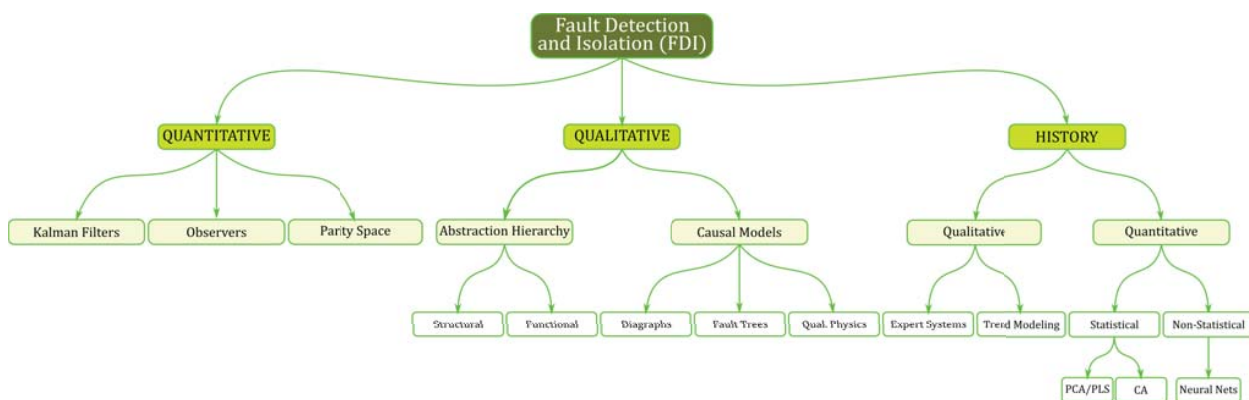 Fault Detection
and Isolation (FDI)
QUANTITATIVE
QUALITATIVE
HISTORY
Kalman Filters
Observers
Parity Space
Abstraction Hierarchy
Causal Models
Qualitative
Quantitative
Structural
Functional
Diagraphs
Fault Trees
Qual. Physics
Expert Systems
Trend Modeling
Statistical
Non-Statistical
PCA/PLS
CA
Neural Nets